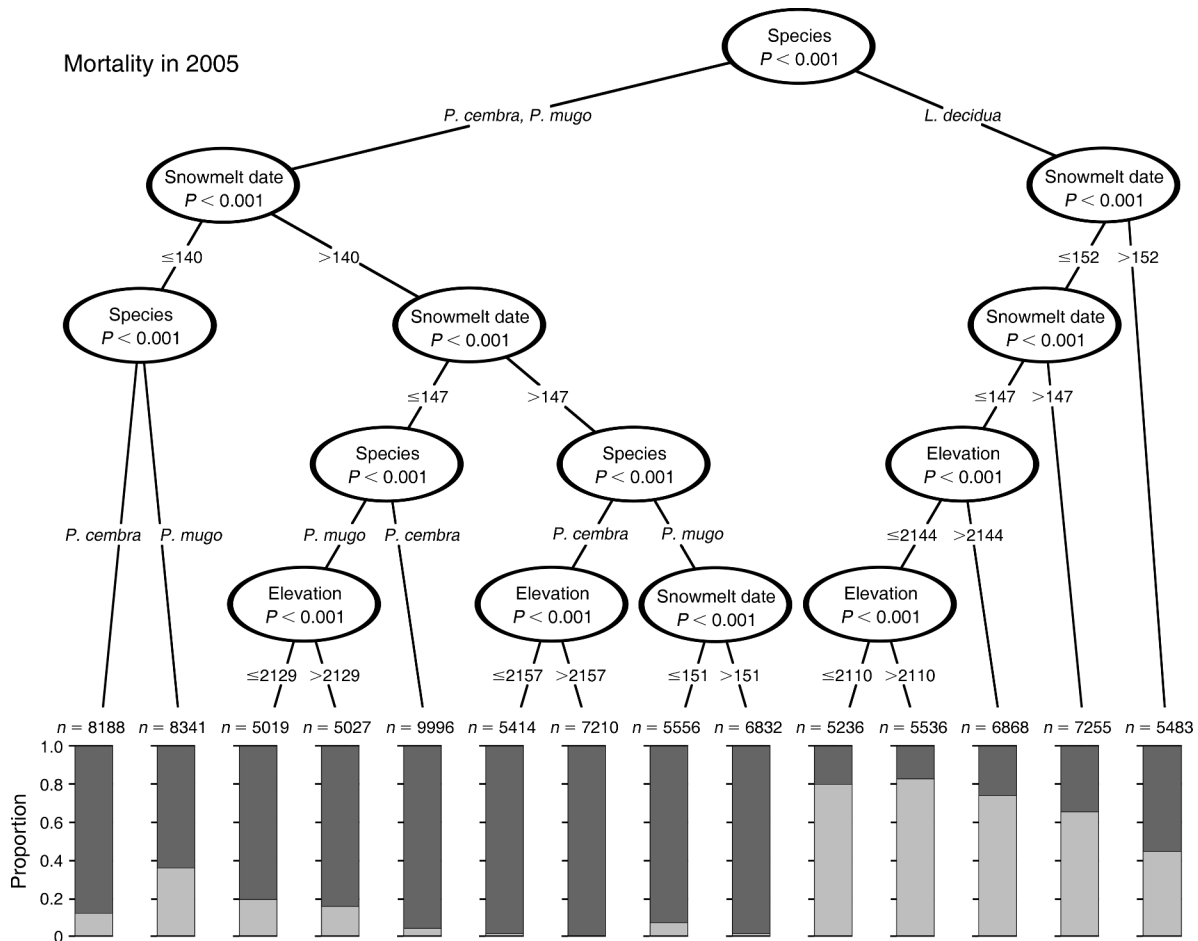 Species
P < 0.001
Mortality in 2005
P. cembra, P. mugo
L. decidua
Snowmelt date
P < 0.001
Snowmelt date
P < 0.001
≤140
>140
≤152
>152
Species
P < 0.001
Snowmelt date
P < 0.001
Snowmelt date
P < 0.001
≤147
>147
≤147
>147
Species
P < 0.001
Species
P < 0.001
Elevation
P < 0.001
P. cembra
P. mugo
P. mugo
P. cembra
P. cembra
P. mugo
≤2144
>2144
Elevation
P < 0.001
Elevation
P < 0.001
Snowmelt date
P < 0.001
Elevation
P < 0.001
≤2129
>2129
≤2157
>2157
≤151
>151
≤2110
>2110
n = 8188
n = 8341
n = 5019
n = 5027
n = 9996
n = 5414
n = 7210
n = 5556
n = 6832
n = 5236
n = 5536
n = 6868
n = 7255
n = 5483
Proportion
1.0
0.8
0.6
0.4
0.2
0